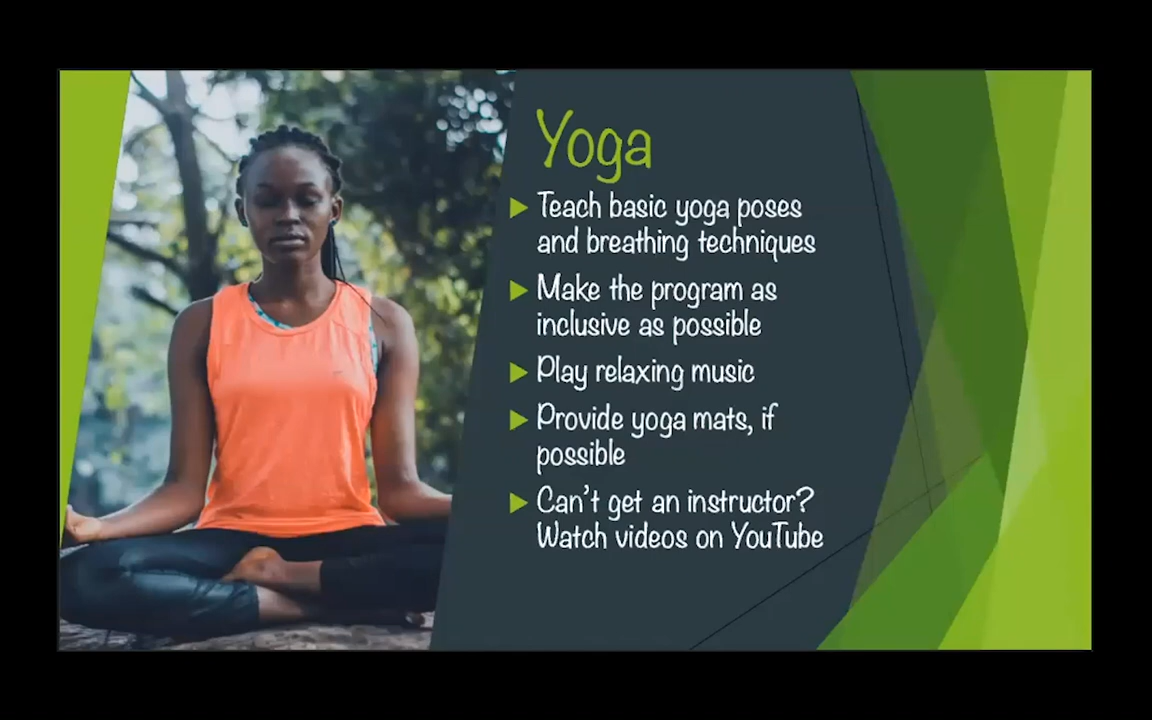 Yoga
Teach basic yoga poses
and breathing techniques
Make the program as
inclusive as possible
Play relaxing music
Provide yoga mats, if
possible
Can't get an instructor?
Watch videos on YouTube